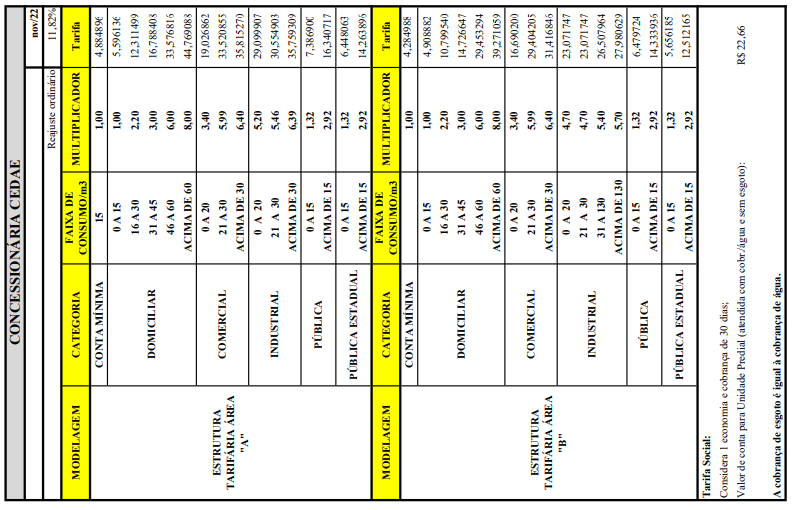 CONCESSIONÁRIA CEDAE
nov/22
Reajuste ordinário 11,82%
MODELAGEM CATEGORIA FAIXA DE CONSUMO/m3 MULTIPLICADOR Tarifa
ESTRUTURA TARIFÁRIA ÁREA "A"
CONTA MÍNIMA 15 1,00 4,884896
DOMICILIAR
0 A 15 1.00 5,596136
16 A 30 2,20 12,311499
31 A 45 3,00 16,788408
46 A 60 6,00 33,576816
ACIMA DE 60 8,00 44,769088
COMERCIAL
0 A 20 3,40 19,026862
21 A 30 5,99 33,520855
ACIMA DE 30 6,40 35,815270
INDUSTRIAL
0 A 20 5,20 29,099907
21 A 30 5,46 30,554903
ACIMA DE 30 6,39 35,759309
PÚBLICA
0 A 15 1,32 7,386900
ACIMA DE 15 2,92 16,340717
PÚBLICA ESTADUAL
0 A 15 1,32 6,448063
ACIMA DE 15 2,92 14,263896
MODELAGEM CATEGORIA FAIXA DE CONSUMO/m3 MULTIPLICADOR Tarifa
ESTRUTURA TARIFÁRIA ÁREA "B"
CONTA MÍNIMA 1,00 4,284988
DOMICILIAR
0 A 15 1,00 4,908882
16 A 30 2,20 10,799540
31 A 45 3,00 14,726647
46 A 60 6,00 29,453294
ACIMA DE 60 8,00 39,271059
COMERCIAL
0 A 20 3,40 16,690200
21 A 30 5,99 29,404205
ACIMA DE 30 6,40 31,416846
INDUSTRIAL
0 A 20 4,70 23,071747
21 A 30 4,70 23,071747
31 A 130 5,40 26,507964
ACIMA DE 130 5,70 27,980629
PÚBLICA
0 A 15 1,32 6,479724
ACIMA DE 15 2,92 14,333936
PÚBLICA ESTADUAL
0 A 15 1,32 5,656185
ACIMA DE 15 2,92 12,512165
Tarifa Social:
Considera 1 economia e cobrança de 30 dias;
Valor de conta para Unidade Predial (atendida com cobr./água e sem esgoto): R$ 22,66
A cobrança de esgoto é igual à cobrança de água.